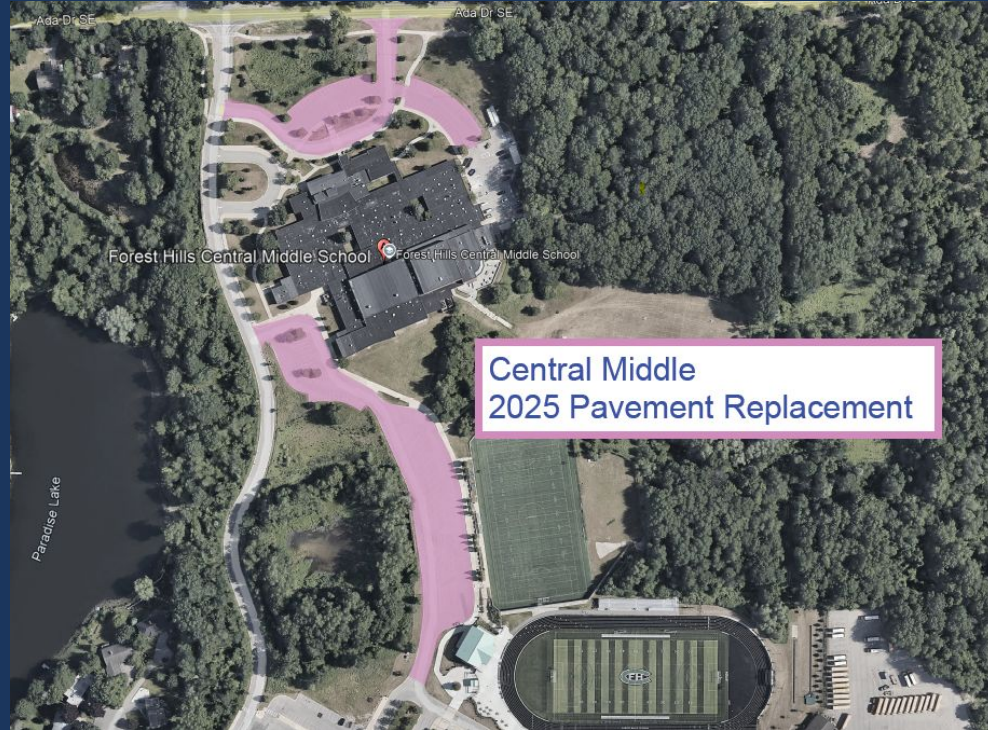 Ada Dr SE
Ada Dr SE
Forest Hills Central Middle School
Forest Hills Central Middle School
Central Middle
2025 Pavement Replacement
Paradise Lake
FHC